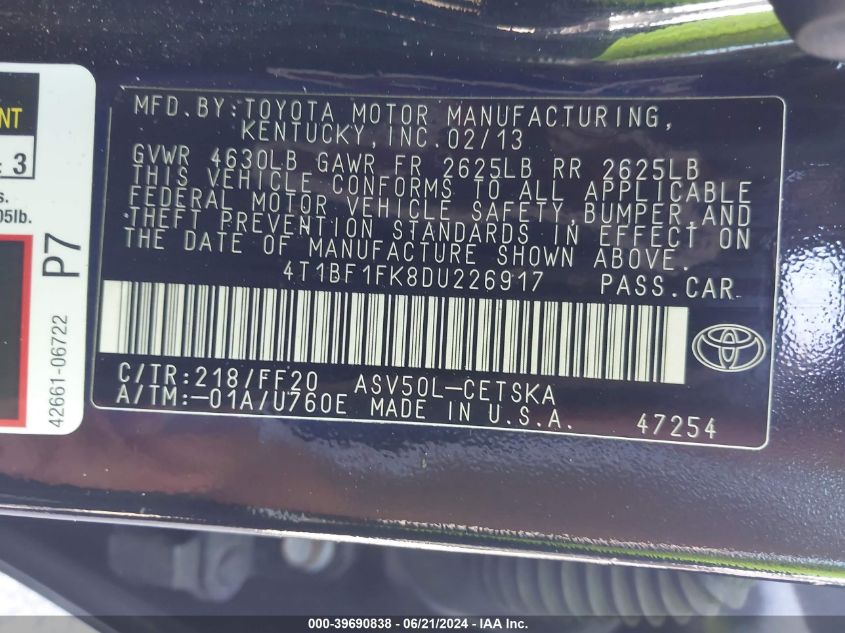 MFD.BY:TOYOTA MOTOR MANUFACTURING,
KENTUCKY,INC.02/13
GVWR 4630LB GAWR FR 2625LB RR 2625LB
THIS VEHICLE CONFORMS TO ALL APPLICABLE
FEDERAL MOTOR VEHICLE SAFETY,BUMPER AND
THEFT PREVENTION STANDARDS IN EFFECT ON
THE DATE OF MANUFACTURE SHOWN ABOVE.
4T1BF1FK8DU226917 PASS.CAR
C/TR:218/FF20 ASV50L-CETSKA
A/TM:-01A/U760E MADE IN U.S.A.
47254
: 3
05lb.
P7
42661-06722
000-39690838 - 06/21/2024 - IAA Inc.